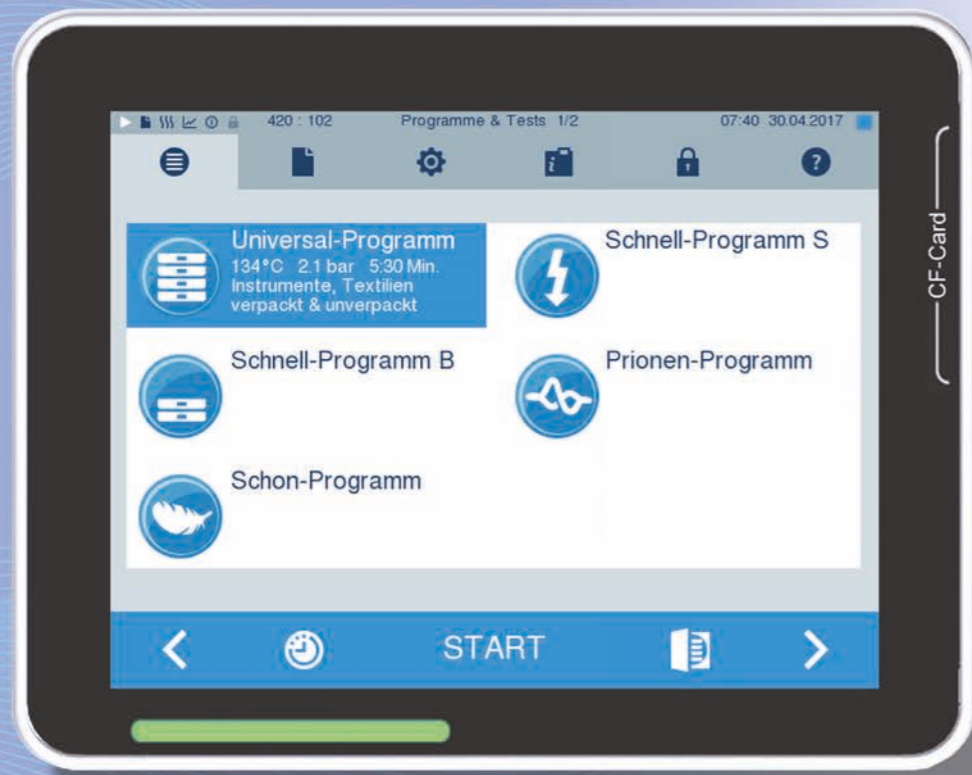 420 : 102 Programme & Tests 1/2 07:40 30.04.2017
Universal-Programm
134°C 2.1 bar 5:30 Min.
Instrumente, Textilien
verpackt & unverpackt
Schnell-Programm S
Schnell-Programm B
Prionen-Programm
Schon-Programm
START
CF-Card